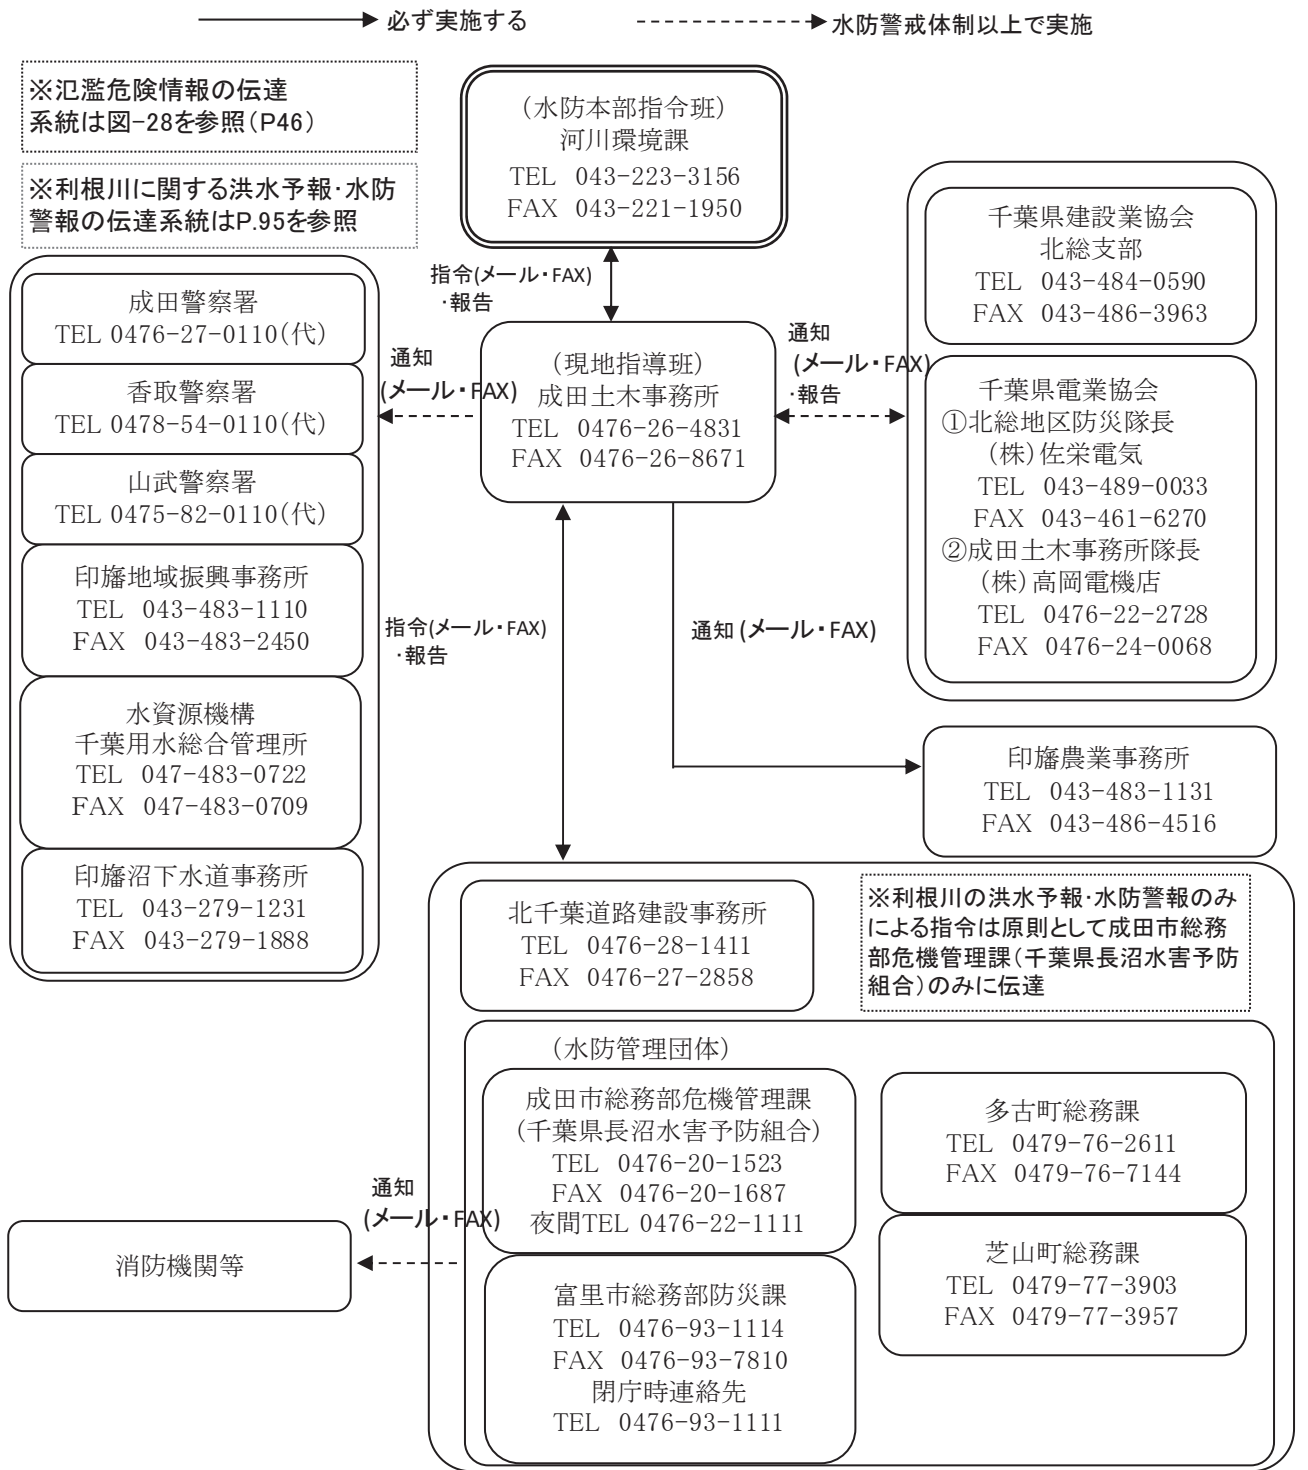 必ず実施する
水防警戒体制以上で実施
※氾濫危険情報の伝達
系統は図-28を参照(P46)
※利根川に関する洪水予報・水防
警報の伝達系統はP.95を参照
(水防本部指令班)
河川環境課
TEL 043-223-3156
FAX 043-221-1950
指令(メール・FAX)
・報告
(現地指導班)
成田土木事務所
TEL 0476-26-4831
FAX 0476-26-8671
通知
(メール・FAX)
成田警察署
TEL 0476-27-0110(代)
香取警察署
TEL 0478-54-0110(代)
山武警察署
TEL 0475-82-0110(代)
印旛地域振興事務所
TEL 043-483-1110
FAX 043-483-2450
水資源機構
千葉用水総合管理所
TEL 047-483-0722
FAX 047-483-0709
印旛沼下水道事務所
TEL 043-279-1231
FAX 043-279-1888
通知
(メール・FAX)
・報告
千葉県建設業協会
北総支部
TEL 043-484-0590
FAX 043-486-3963
千葉県電業協会
①北総地区防災隊長
(株)佐栄電気
TEL 043-489-0033
FAX 043-461-6270
②成田土木事務所隊長
(株)高岡電機店
TEL 0476-22-2728
FAX 0476-24-0068
指令(メール・FAX)
・報告
通知 (メール・FAX)
印旛農業事務所
TEL 043-483-1131
FAX 043-486-4516
北千葉道路建設事務所
TEL 0476-28-1411
FAX 0476-27-2858
※利根川の洪水予報・水防警報のみ
による指令は原則として成田市総務
部危機管理課(千葉県長沼水害予防
組合)のみに伝達
(水防管理団体)
成田市総務部危機管理課
(千葉県長沼水害予防組合)
TEL 0476-20-1523
FAX 0476-20-1687
夜間TEL 0476-22-1111
富里市総務部防災課
TEL 0476-93-1114
FAX 0476-93-7810
閉庁時連絡先
TEL 0476-93-1111
多古町総務課
TEL 0479-76-2611
FAX 0479-76-7144
芝山町総務課
TEL 0479-77-3903
FAX 0479-77-3957
通知
(メール・FAX)
消防機関等